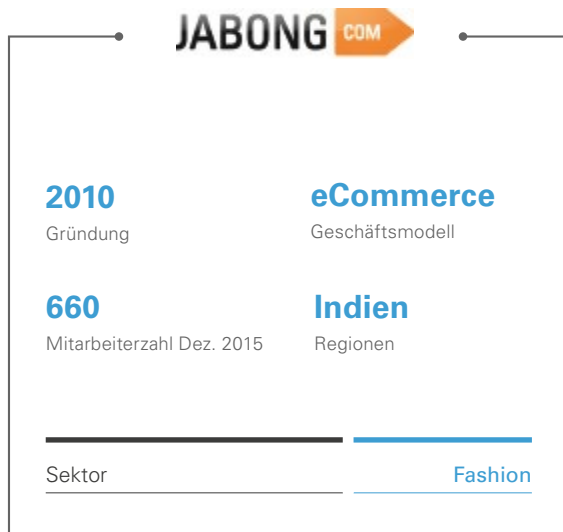 JABONG COM
2010
Gründung
eCommerce
Geschäftsmodell
660
Mitarbeiterzahl Dez. 2015
Indien
Regionen
Sektor
Fashion